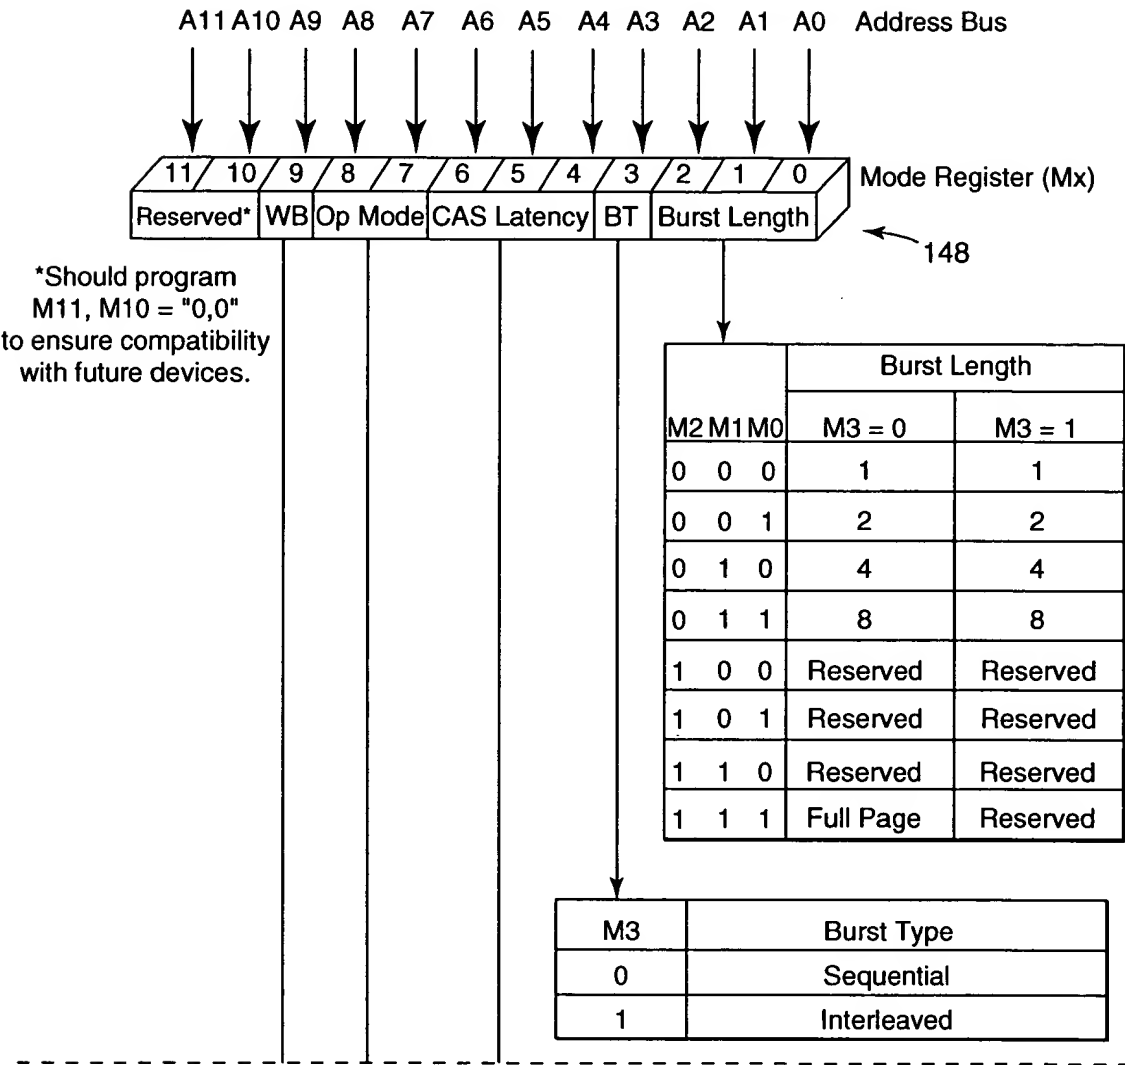 A11 A10 A9 A8 A7 A6 A5 A4 A3 A2 A1 A0 Address Bus
11 10 9 8 7 6 5 4 3 2 1 0 Mode Register (Mx)
Reserved* WB Op Mode CAS Latency BT Burst Length
148
*Should program
M11, M10 = "0,0"
to ensure compatibility
with future devices.
Burst Length
M2 M1 M0 M3 = 0 M3 = 1
0 0 0 1 1
0 0 1 2 2
0 1 0 4 4
0 1 1 8 8
1 0 0 Reserved Reserved
1 0 1 Reserved Reserved
1 1 0 Reserved Reserved
1 1 1 Full Page Reserved
M3 Burst Type
0 Sequential
1 Interleaved